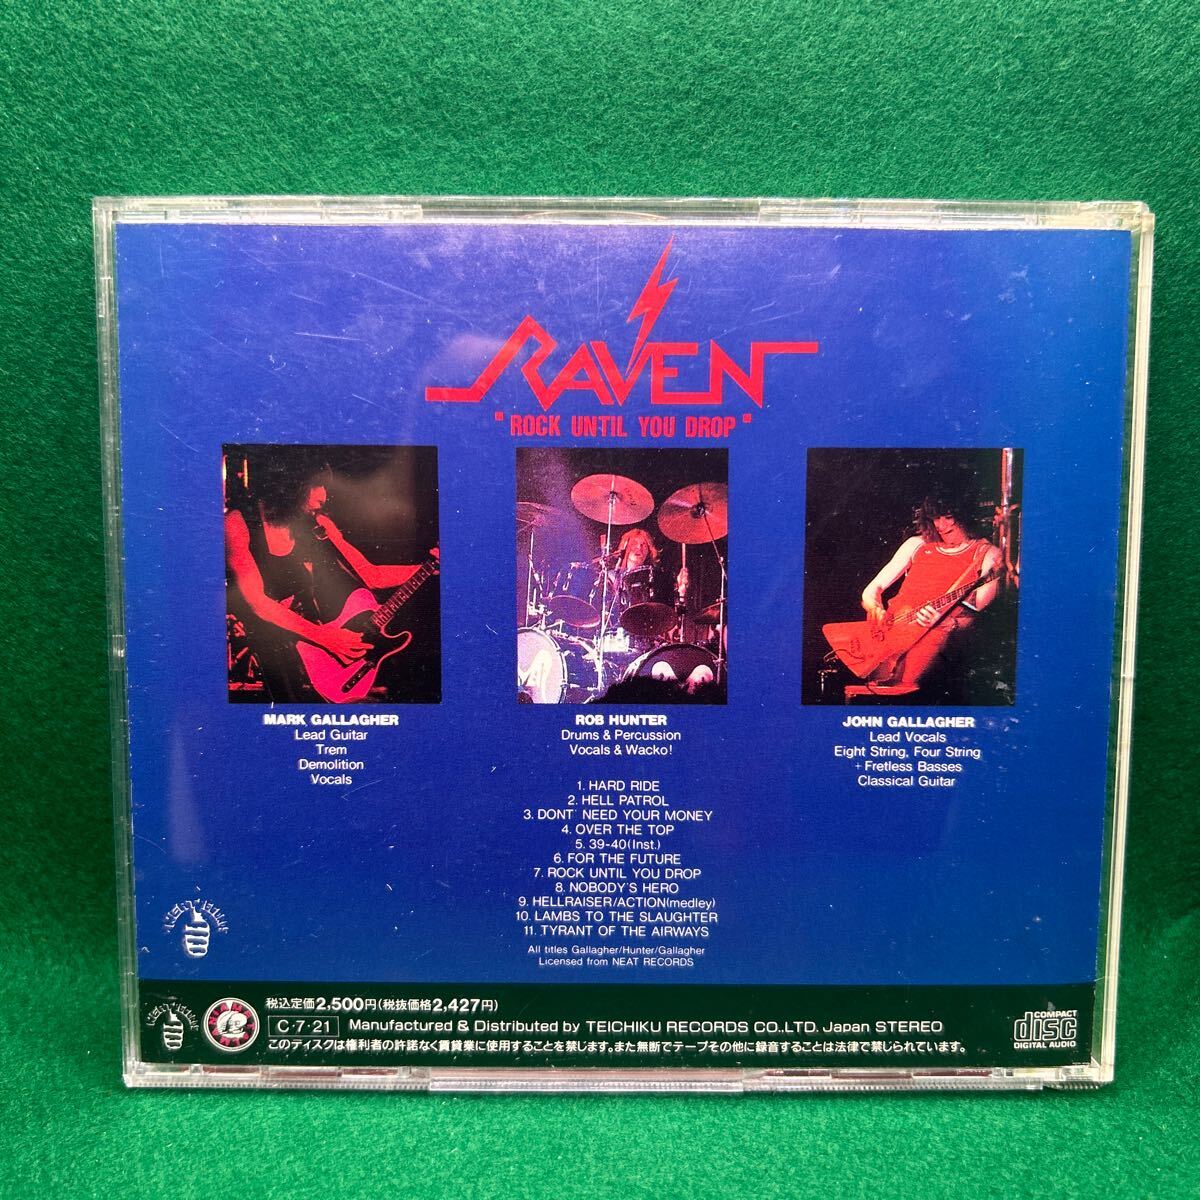 RAVEN
"ROCK UNTIL YOU DROP"
MARK GALLAGHER
Lead Guitar
Trem
Demolition
Vocals
ROB HUNTER
Drums & Percussion
Vocals & Wacko!
JOHN GALLAGHER
Lead Vocals
Eight String, Four String
+ Fretless Basses
Classical Guitar
1. HARD RIDE
2. HELL PATROL
3. DONT' NEED YOUR MONEY
4. OVER THE TOP
5. 39-40(Inst.)
6. FOR THE FUTURE
7. ROCK UNTIL YOU DROP
8. NOBODY'S HERO
9. HELLRAISER/ACTION(medley)
10. LAMBS TO THE SLAUGHTER
11. TYRANT OF THE AIRWAYS
All titles Gallagher/Hunter/Gallagher
Licensed from NEAT RECORDS
税込定価2,500円(税抜価格2,427円)
C・7・21 Manufactured & Distributed by TEICHIKU RECORDS CO.,LTD. Japan STEREO
このディスクは権利者の許諾なく賃貸業に使用することを禁じます。また無断でテープその他に録音することは法律で禁じられています。
COMPACT
disc
DIGITAL AUDIO